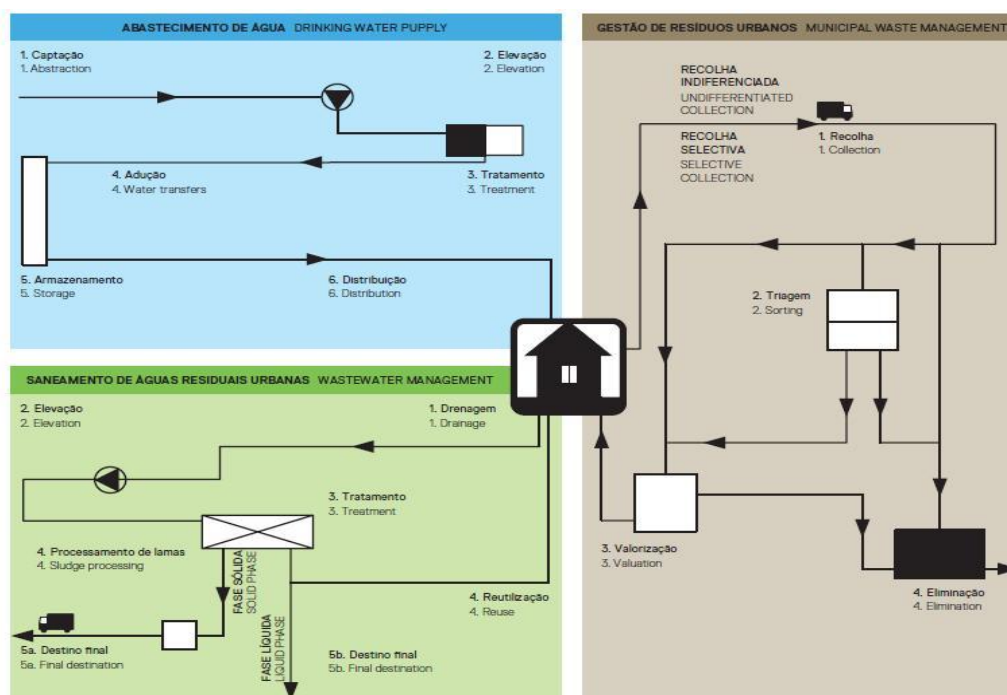 ABASTECIMENTO DE ÁGUA DRINKING WATER PUPPLY
1. Captação
1. Abstraction
2. Elevação
2. Elevation
4. Adução
4. Water transfers
3. Tratamento
3. Treatment
5. Armazenamento
5. Storage
6. Distribuição
6. Distribution
SANEAMENTO DE ÁGUAS RESIDUAIS URBANAS WASTEWATER MANAGEMENT
2. Elevação
2. Elevation
1. Drenagem
1. Drainage
3. Tratamento
3. Treatment
4. Processamento de lamas
4. Sludge processing
FASE SÓLIDA
SOLID PHASE
4. Reutilização
4. Reuse
5a. Destino final
5a. Final destination
FASE LÍQUIDA
LIQUID PHASE
5b. Destino final
5b. Final destination
GESTÃO DE RESÍDUOS URBANOS MUNICIPAL WASTE MANAGEMENT
RECOLHA
INDIFERENCIADA
UNDIFFERENTIATED
COLLECTION
RECOLHA
SELECTIVA
SELECTIVE
COLLECTION
1. Recolha
1. Collection
2. Triagem
2. Sorting
3. Valorização
3. Valuation
4. Eliminação
4. Elimination